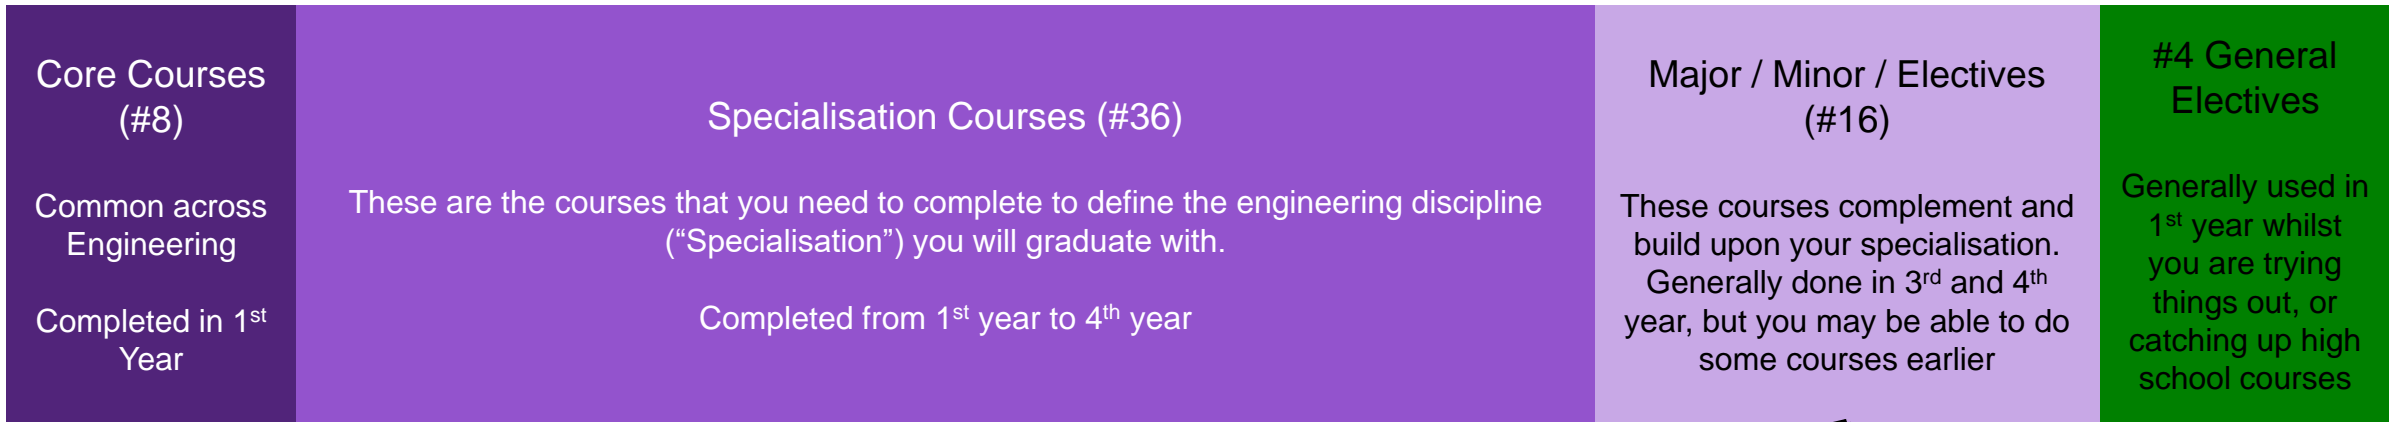 Core Courses
(#8)
Common across
Engineering
Completed in 1st
Year
Specialisation Courses (#36)
These are the courses that you need to complete to define the engineering discipline
(“Specialisation”) you will graduate with.
Completed from 1st year to 4th year
Major / Minor / Electives
(#16)
These courses complement and
build upon your specialisation.
Generally done in 3rd and 4th
year, but you may be able to do
some courses earlier
#4 General
Electives
Generally used in
1st year whilst
you are trying
things out, or
catching up high
school courses